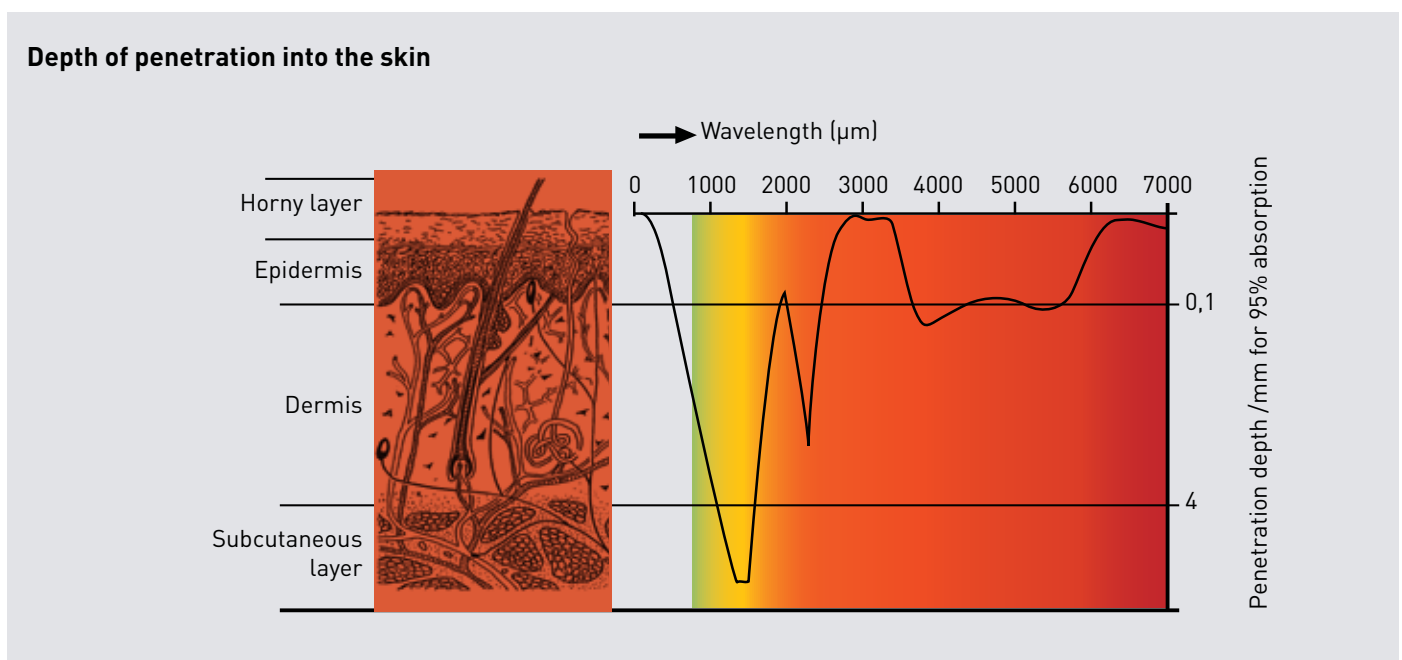 Depth of penetration into the skin
Wavelength (µm)
0 1000 2000 3000 4000 5000 6000 7000
Horny layer
Epidermis
Dermis
Subcutaneous
layer
0,1
4
Penetration depth /mm for 95% absorption